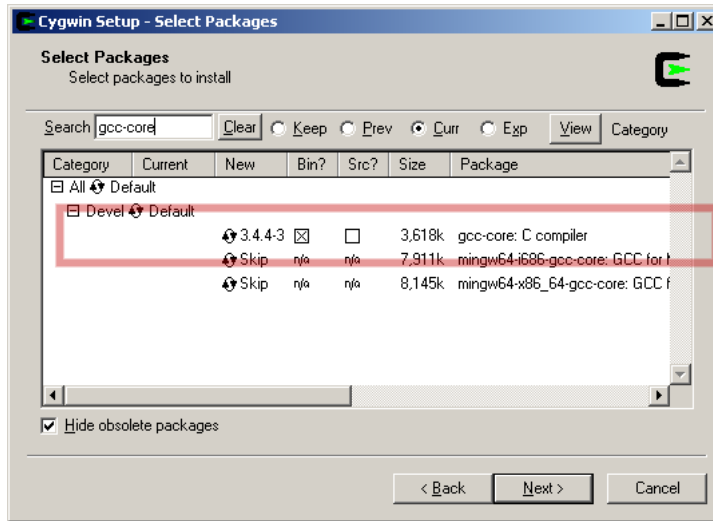 Cygwin Setup - Select Packages
Select Packages
Select packages to install
Search gcc-core Clear Keep Prev Curr Exp View Category
Category Current New Bin? Src? Size Package
All Default
Devel Default
3.4.4-3 3,618k gcc-core: C compiler
Skip n/a n/a 7,911k mingw64-i686-gcc-core: GCC for
Skip n/a n/a 8,145k mingw64-x86_64-gcc-core: GCC f
Hide obsolete packages
< Back Next > Cancel